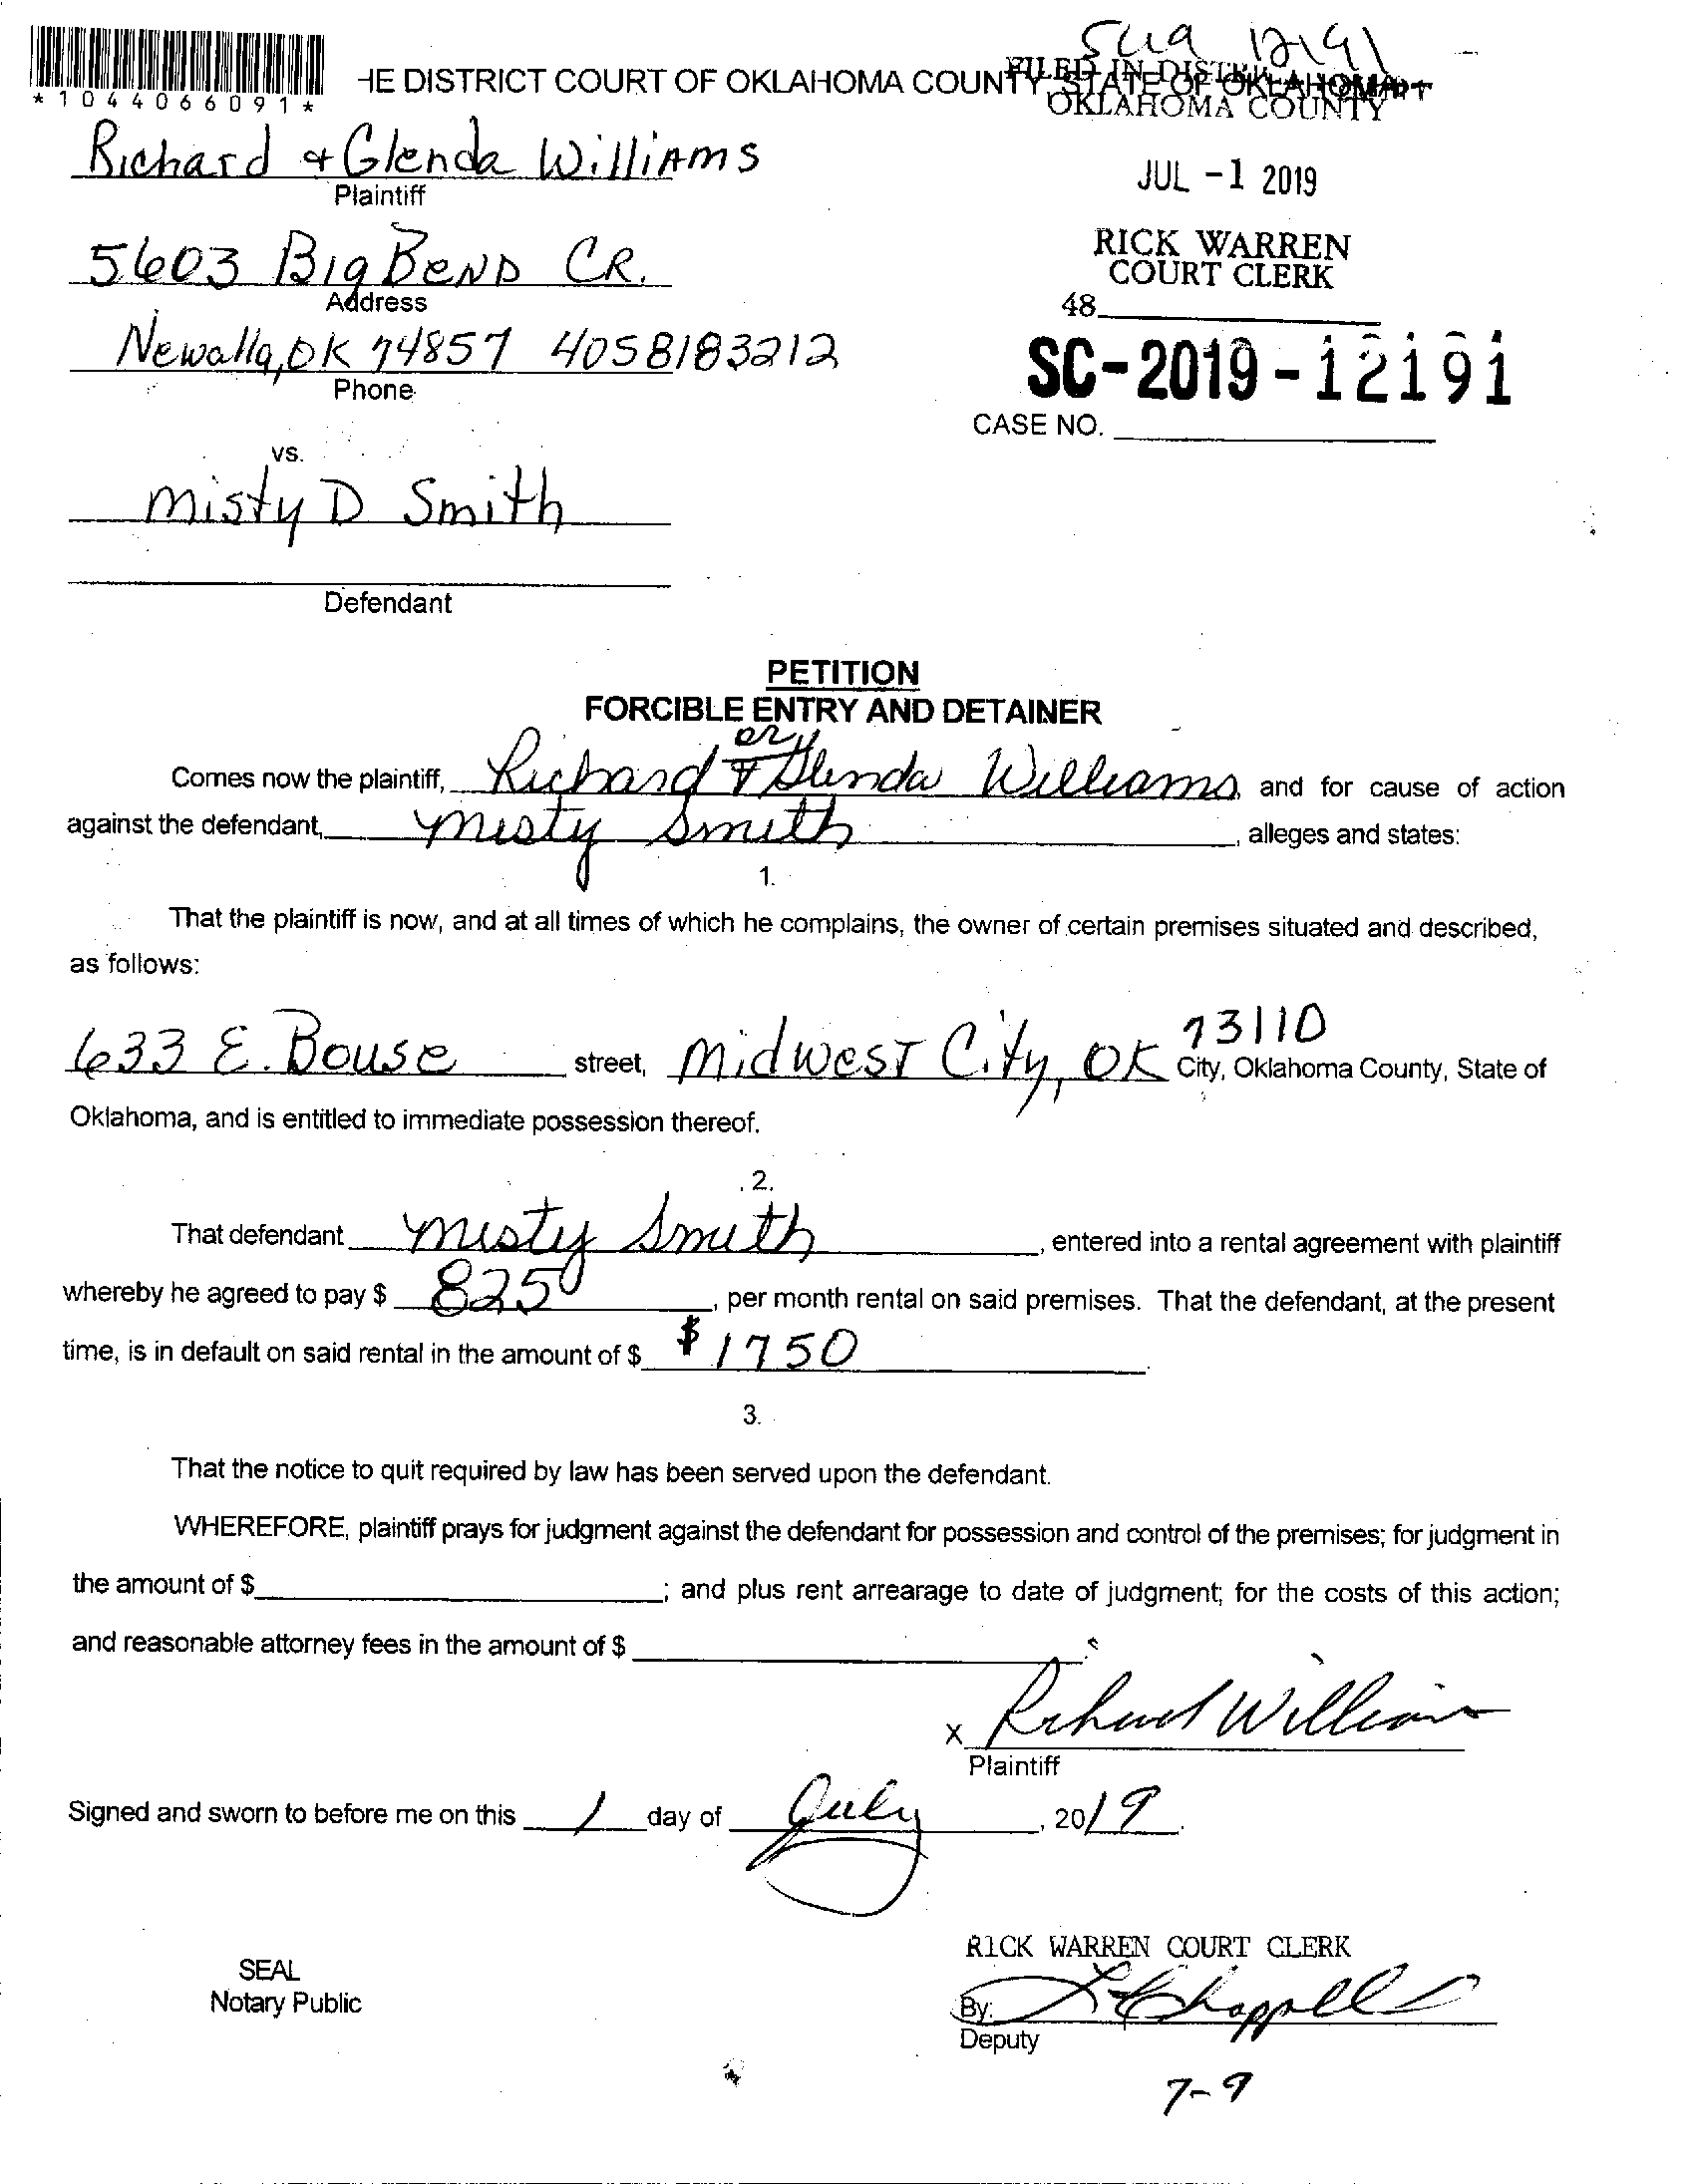 SC 19 12191
*1044066091*
HE DISTRICT COURT OF OKLAHOMA COUNTY STATE OF OKLAHOMA
FILED IN DISTRICT COURT
OKLAHOMA COUNTY
Richard & Glenda Williams
Plaintiff
JUL -1 2019
5603 Big Bend CR.
Address
RICK WARREN
COURT CLERK
48
Newalla, OK 74857 4058183212
Phone
SC-2019-12191
CASE NO.
vs.
Misty D Smith
Defendant
PETITION
FORCIBLE ENTRY AND DETAINER
or
Comes now the plaintiff, Richard & Glenda Williams, and for cause of action
against the defendant, Misty Smith, alleges and states:
1.
That the plaintiff is now, and at all times of which he complains, the owner of certain premises situated and described,
as follows:
73110
633 E. Bouse street, Midwest City, OK City, Oklahoma County, State of
Oklahoma, and is entitled to immediate possession thereof.
2.
That defendant Misty Smith, entered into a rental agreement with plaintiff
whereby he agreed to pay $ 825, per month rental on said premises. That the defendant, at the present
time, is in default on said rental in the amount of $ $1750.
3.
That the notice to quit required by law has been served upon the defendant.
WHEREFORE, plaintiff prays for judgment against the defendant for possession and control of the premises; for judgment in
the amount of $ ; and plus rent arrearage to date of judgment; for the costs of this action;
and reasonable attorney fees in the amount of $ .
X Richard Williams
Plaintiff
Signed and sworn to before me on this 1 day of July, 2019.
RICK WARREN COURT CLERK
SEAL
Notary Public
By: Chappell
Deputy
7-9